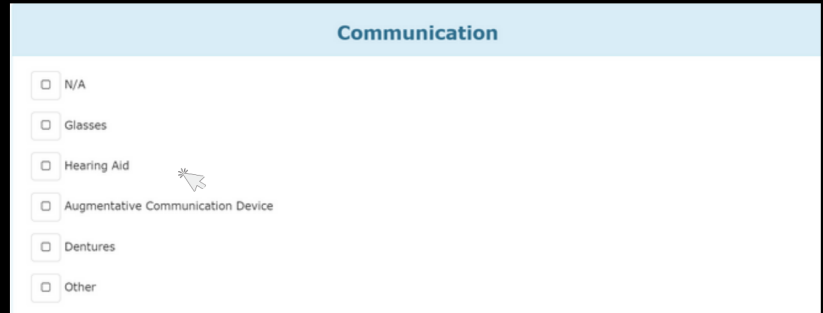 Communication
N/A
Glasses
Hearing Aid
Augmentative Communication Device
Dentures
Other